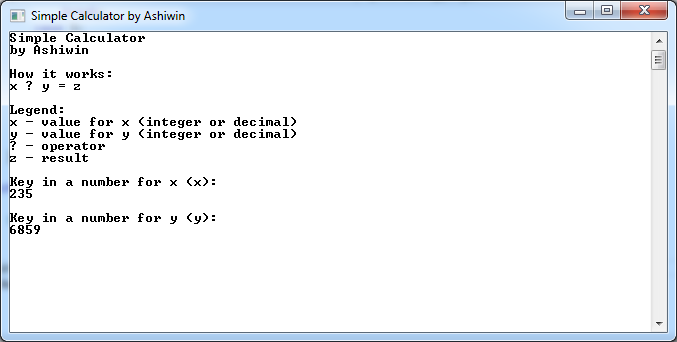 Simple Calculator by Ashiwin
Simple Calculator
by Ashiwin
How it works:
x ? y = z
Legend:
x - value for x (integer or decimal)
y - value for y (integer or decimal)
? - operator
z - result
Key in a number for x (x):
235
Key in a number for y (y):
6859